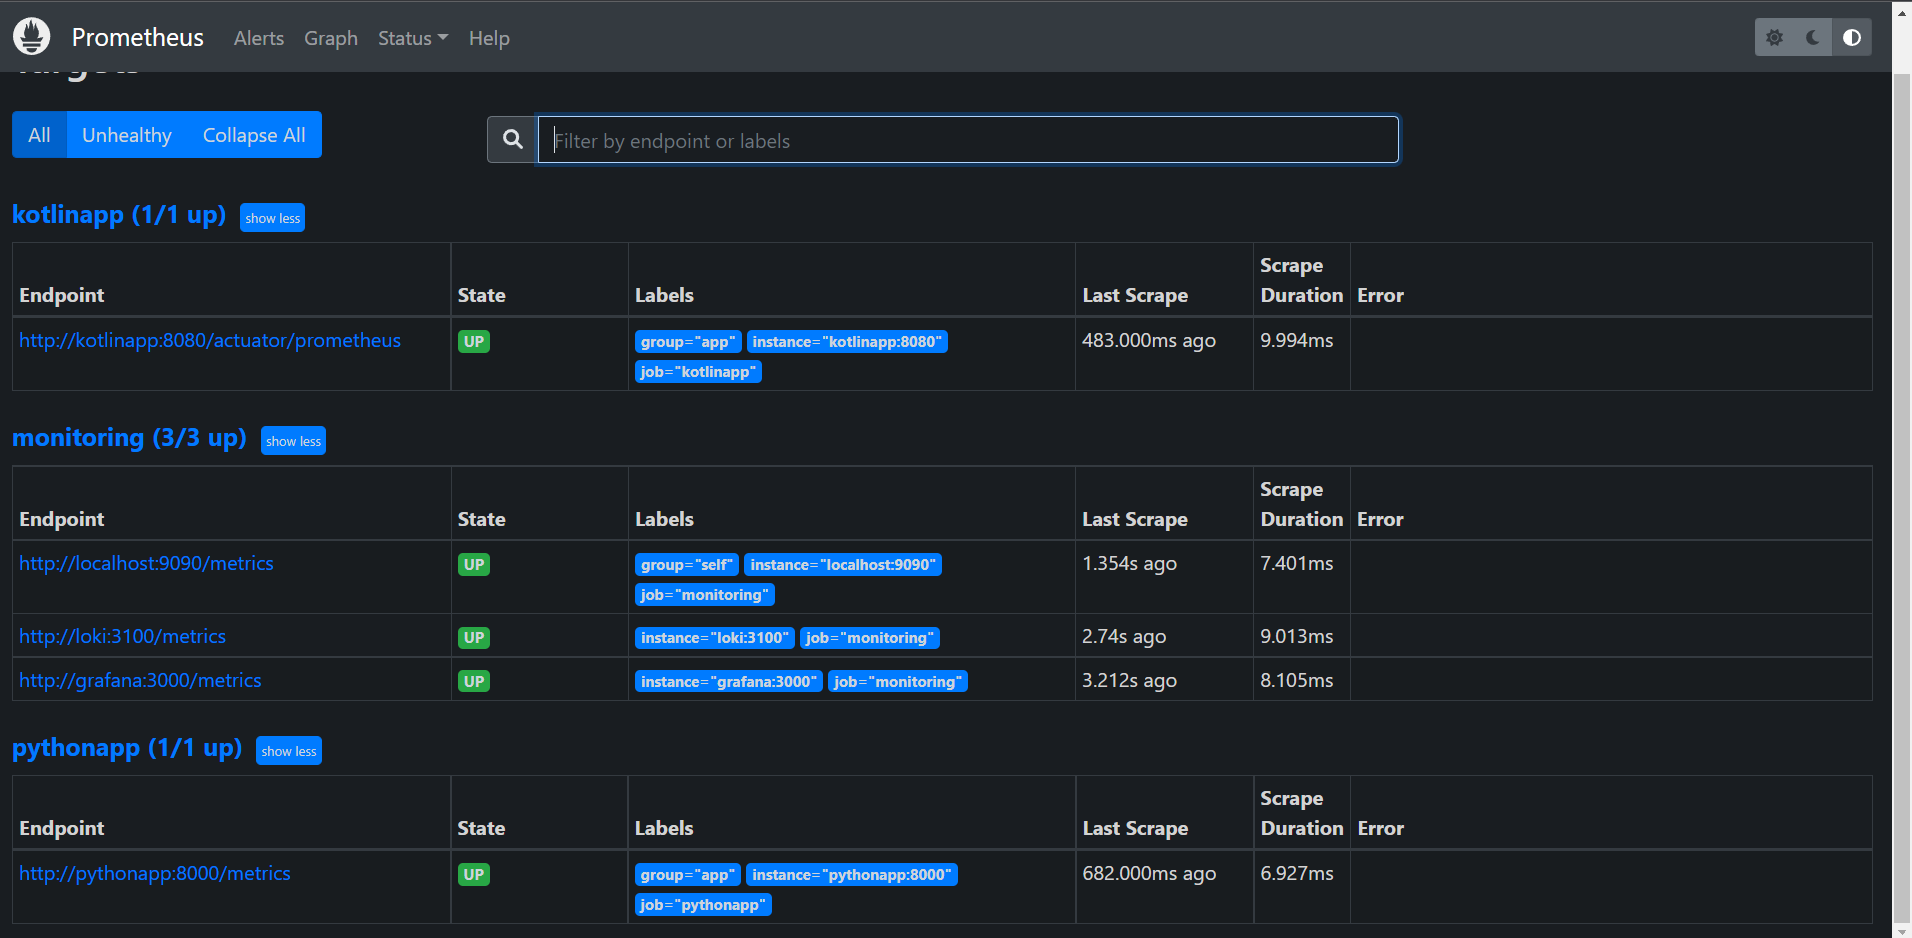 Prometheus Alerts Graph Status Help
Targets
All Unhealthy Collapse All
Filter by endpoint or labels
kotlinapp (1/1 up) show less
Endpoint State Labels Last Scrape Scrape Duration Error
http://kotlinapp:8080/actuator/prometheus UP group="app" instance="kotlinapp:8080" 483.000ms ago 9.994ms
job="kotlinapp"
monitoring (3/3 up) show less
Endpoint State Labels Last Scrape Scrape Duration Error
http://localhost:9090/metrics UP group="self" instance="localhost:9090" 1.354s ago 7.401ms
job="monitoring"
http://loki:3100/metrics UP instance="loki:3100" job="monitoring" 2.74s ago 9.013ms
http://grafana:3000/metrics UP instance="grafana:3000" job="monitoring" 3.212s ago 8.105ms
pythonapp (1/1 up) show less
Endpoint State Labels Last Scrape Scrape Duration Error
http://pythonapp:8000/metrics UP group="app" instance="pythonapp:8000" 682.000ms ago 6.927ms
job="pythonapp"